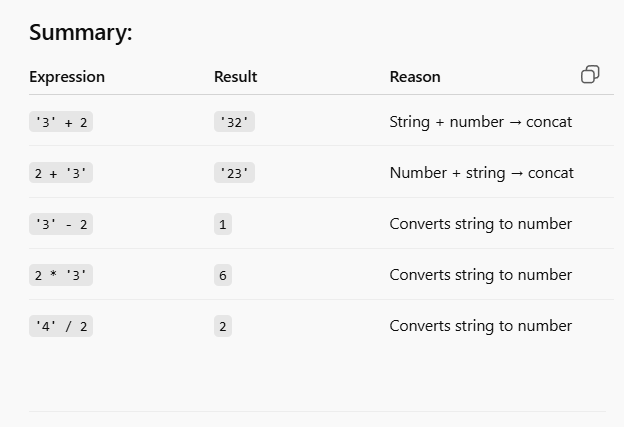 Summary:
Expression Result Reason
'3' + 2 '32' String + number → concat
2 + '3' '23' Number + string → concat
'3' - 2 1 Converts string to number
2 * '3' 6 Converts string to number
'4' / 2 2 Converts string to number